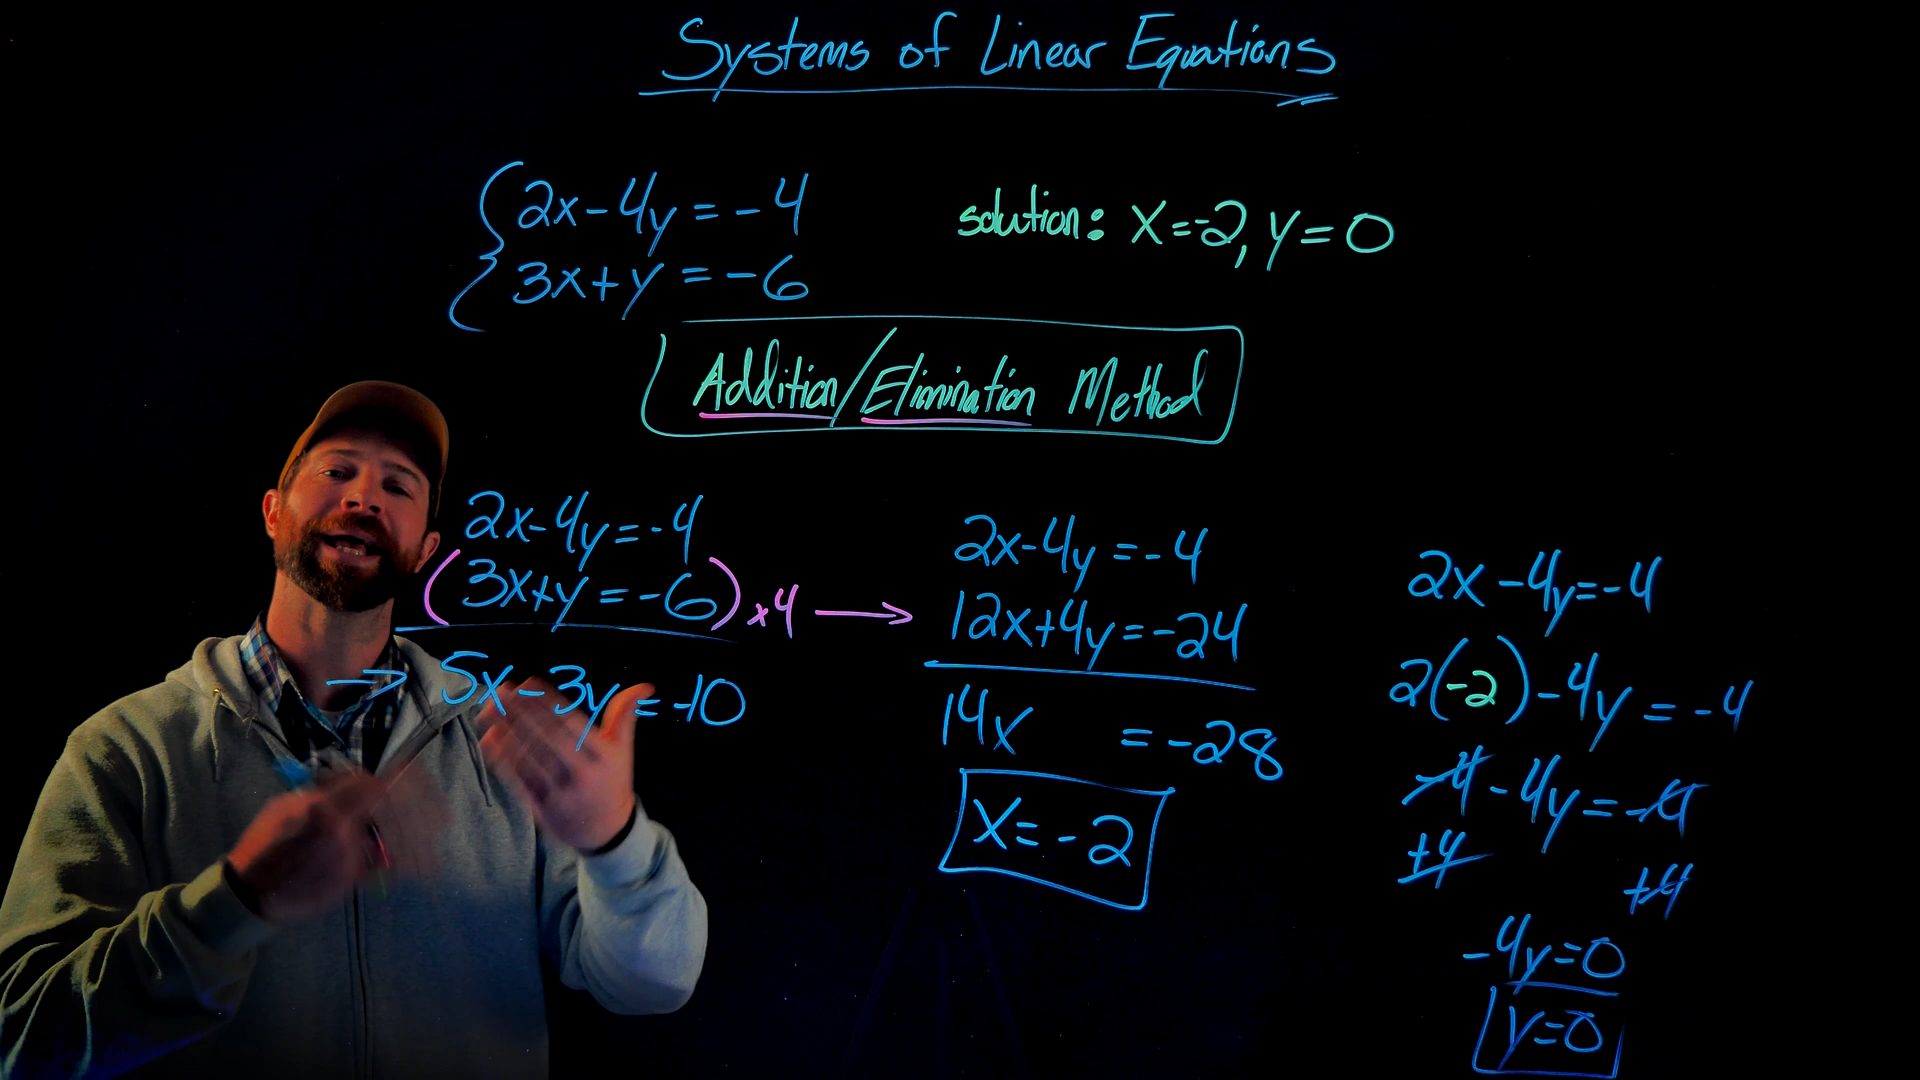 Systems of Linear Equations
2x-4y=-4
3x+y=-6
solution: x=-2, y=0
Addition/Elimination Method
2x-4y=-4
(3x+y=-6)x4 →
→ 5x-3y=-10
2x-4y=-4
12x+4y=-24
14x =-28
x=-2
2x-4y=-4
2(-2)-4y=-4
-4-4y=-4
+4 +4
-4y=0
y=0